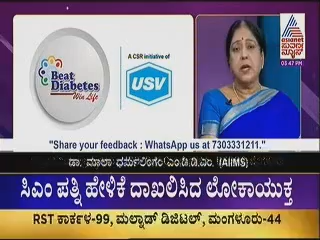 asianet
ಸುವರ್ಣ
ನ್ಯೂಸ್
03:47 PM
A CSR initiative of
Beat
Diabetes
Win Life
USV
"Share your feedback : WhatsApp us at 7303331211."
ಡಾ. ಮಾಲಾ ಧರ್ಮಲಿಂಗಂ ಎಂ.ಡಿ.ಡಿ.ಎಂ. (AIIMS)
ಸಿಎಂ ಪತ್ನಿ ಹೇಳಿಕೆ ದಾಖಲಿಸಿದ ಲೋಕಾಯುಕ್ತ
RST ಕಾರ್ಕಳ-99, ಮಲ್ನಾಡ್ ಡಿಜಿಟಲ್, ಮಂಗಳೂರು-44